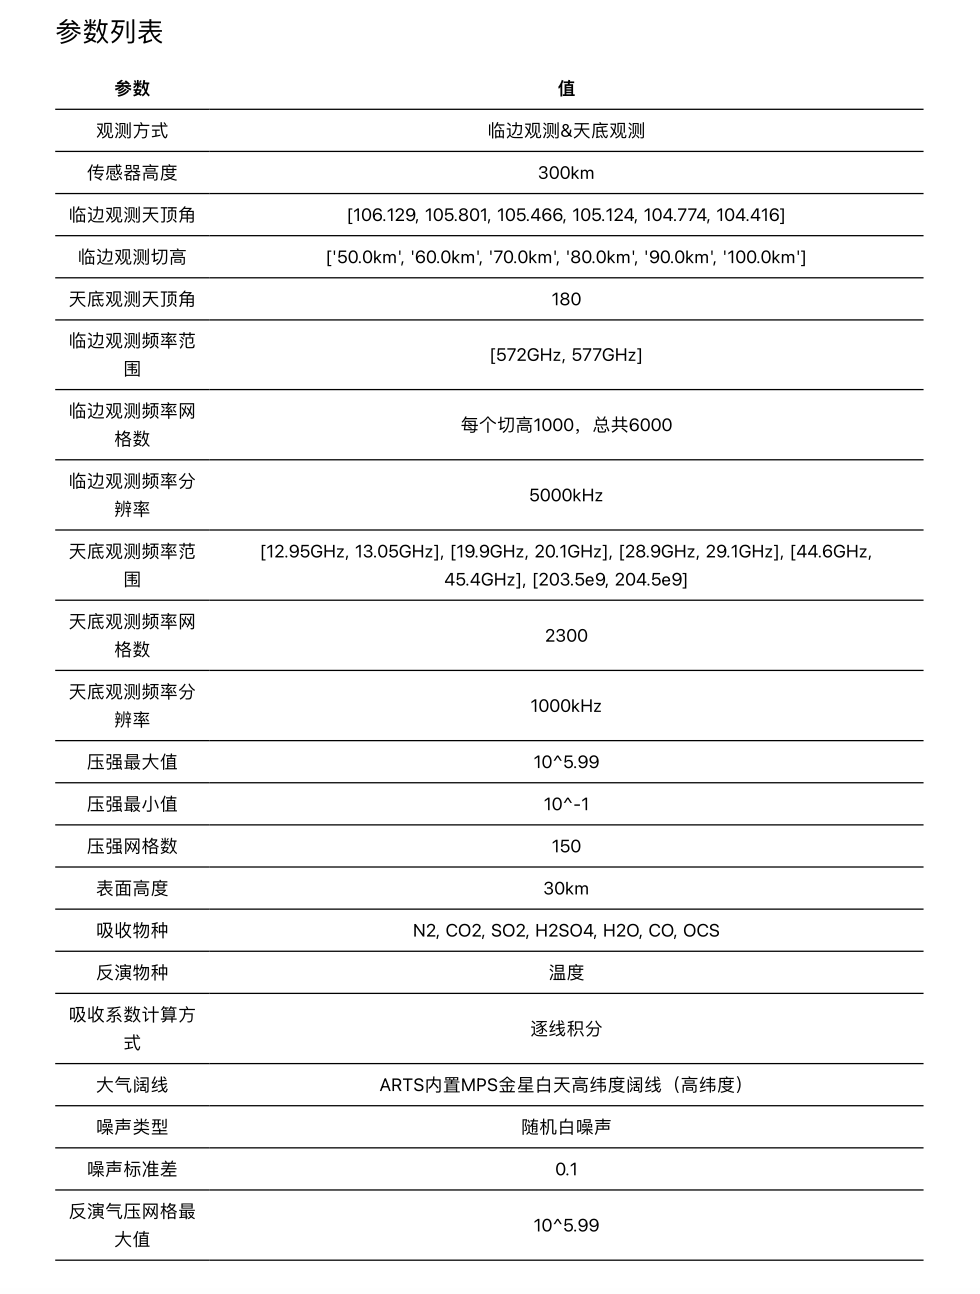 参数列表
参数 值
观测方式 临边观测&天底观测
传感器高度 300km
临边观测天顶角 [106.129, 105.801, 105.466, 105.124, 104.774, 104.416]
临边观测切高 ['50.0km', '60.0km', '70.0km', '80.0km', '90.0km', '100.0km']
天底观测天顶角 180
临边观测频率范
围
[572GHz, 577GHz]
临边观测频率网
格数
每个切高1000，总共6000
临边观测频率分
辨率
5000kHz
天底观测频率范
围
[12.95GHz, 13.05GHz], [19.9GHz, 20.1GHz], [28.9GHz, 29.1GHz], [44.6GHz,
45.4GHz], [203.5e9, 204.5e9]
天底观测频率网
格数
2300
天底观测频率分
辨率
1000kHz
压强最大值 10^5.99
压强最小值 10^-1
压强网格数 150
表面高度 30km
吸收物种 N2, CO2, SO2, H2SO4, H2O, CO, OCS
反演物种 温度
吸收系数计算方
式
逐线积分
大气阔线 ARTS内置MPS金星白天高纬度阔线（高纬度）
噪声类型 随机白噪声
噪声标准差 0.1
反演气压网格最
大值
10^5.99